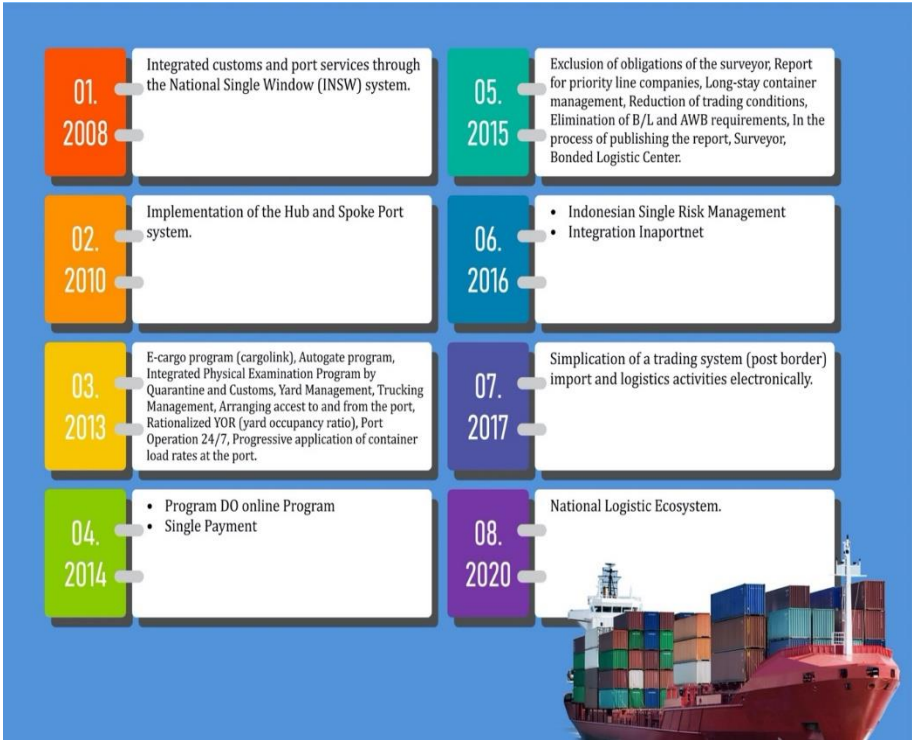 01.
2008
Integrated customs and port services through
the National Single Window (INSW) system.
02.
2010
Implementation of the Hub and Spoke Port
system.
03.
2013
E-cargo program (cargolink), Autogate program,
Integrated Physical Examination Program by
Quarantine and Customs, Yard Management, Trucking
Management, Arranging access to and from the port,
Rationalized YOR (yard occupancy ratio), Port
Operation 24/7, Progressive application of container
load rates at the port.
04.
2014
• Program DO online Program
• Single Payment
05.
2015
Exclusion of obligations of the surveyor, Report
for priority line companies, Long-stay container
management, Reduction of trading conditions,
Elimination of B/L and AWB requirements, In the
process of publishing the report, Surveyor,
Bonded Logistic Center.
06.
2016
• Indonesian Single Risk Management
• Integration Inaportnet
07.
2017
Simplication of a trading system (post border)
import and logistics activities electronically.
08.
2020
National Logistic Ecosystem.